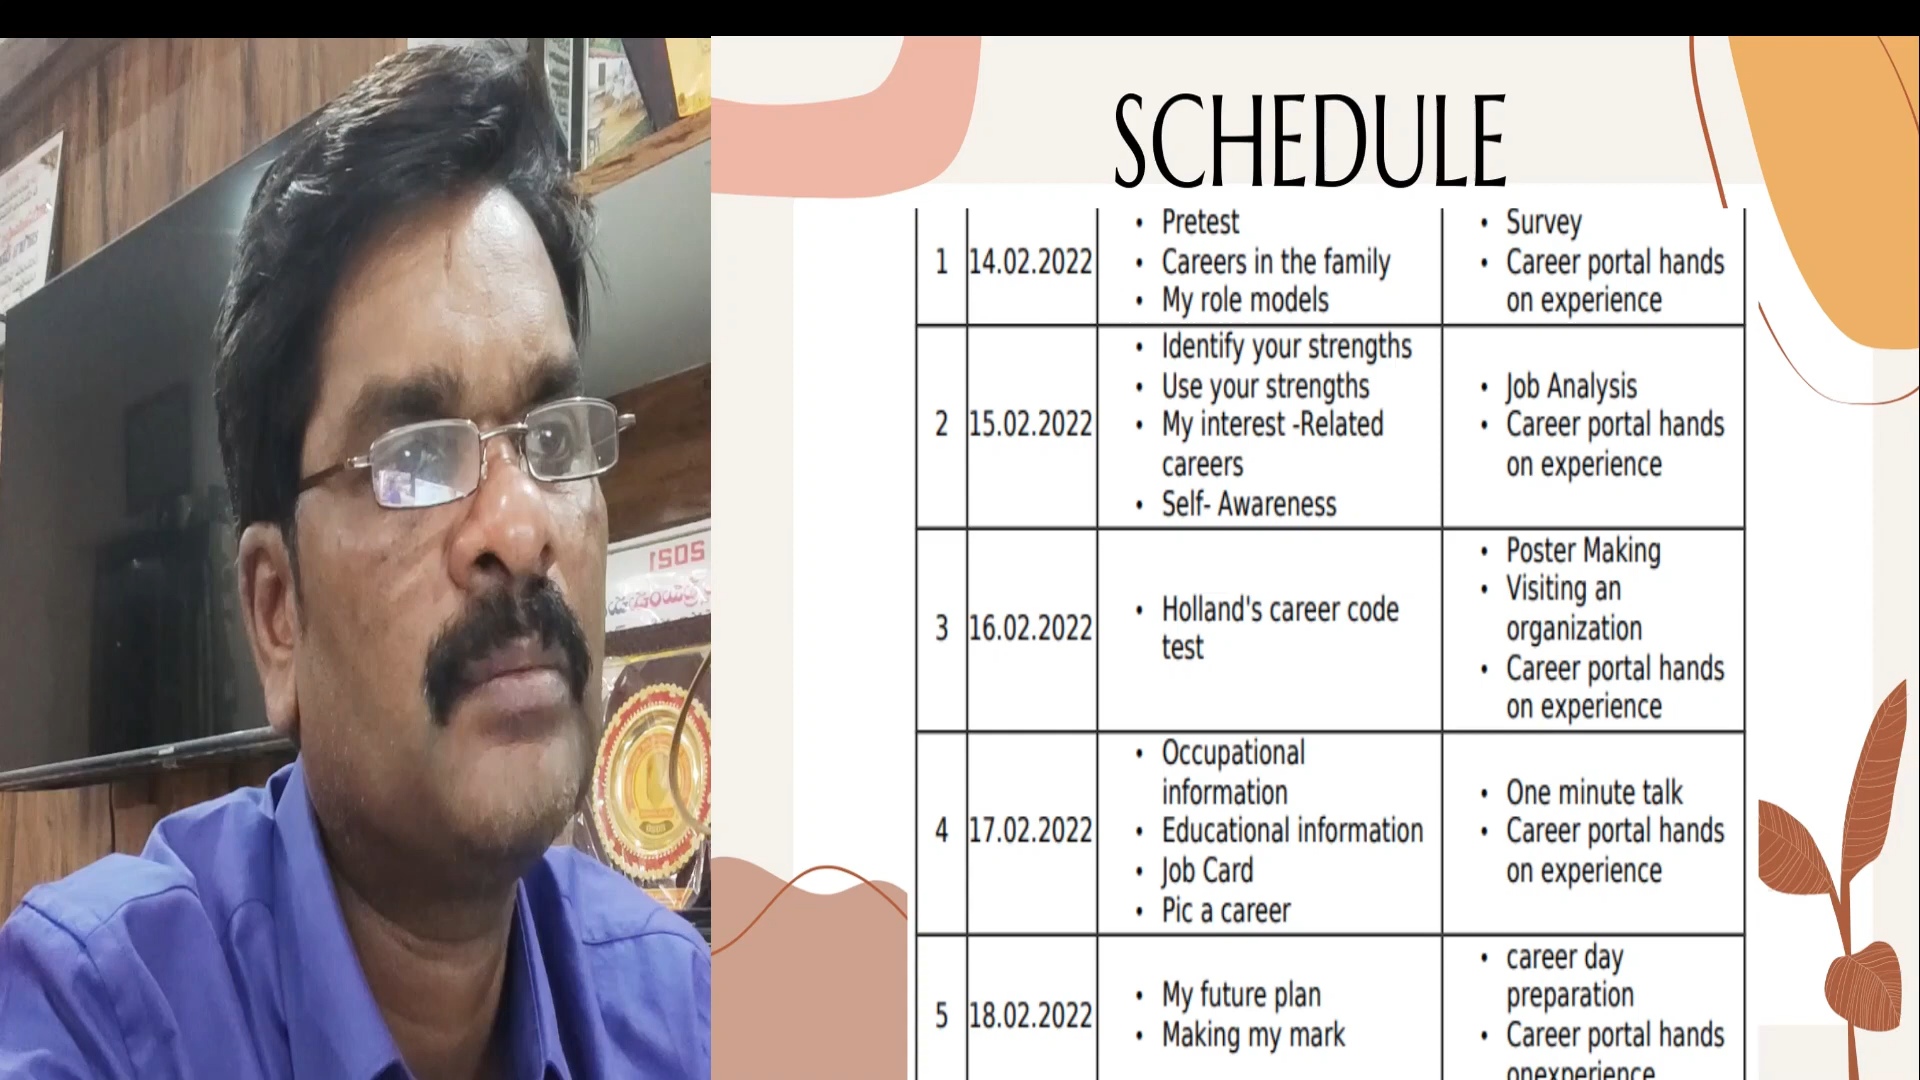 SCHEDULE
1
14.02.2022
• Pretest
• Careers in the family
• My role models
• Survey
• Career portal hands
on experience
2
15.02.2022
• Identify your strengths
• Use your strengths
• My interest -Related
careers
• Self- Awareness
• Job Analysis
• Career portal hands
on experience
3
16.02.2022
• Holland's career code
test
• Poster Making
• Visiting an
organization
• Career portal hands
on experience
4
17.02.2022
• Occupational
information
• Educational information
• Job Card
• Pic a career
• One minute talk
• Career portal hands
on experience
5
18.02.2022
• My future plan
• Making my mark
• career day
preparation
• Career portal hands
onexperience